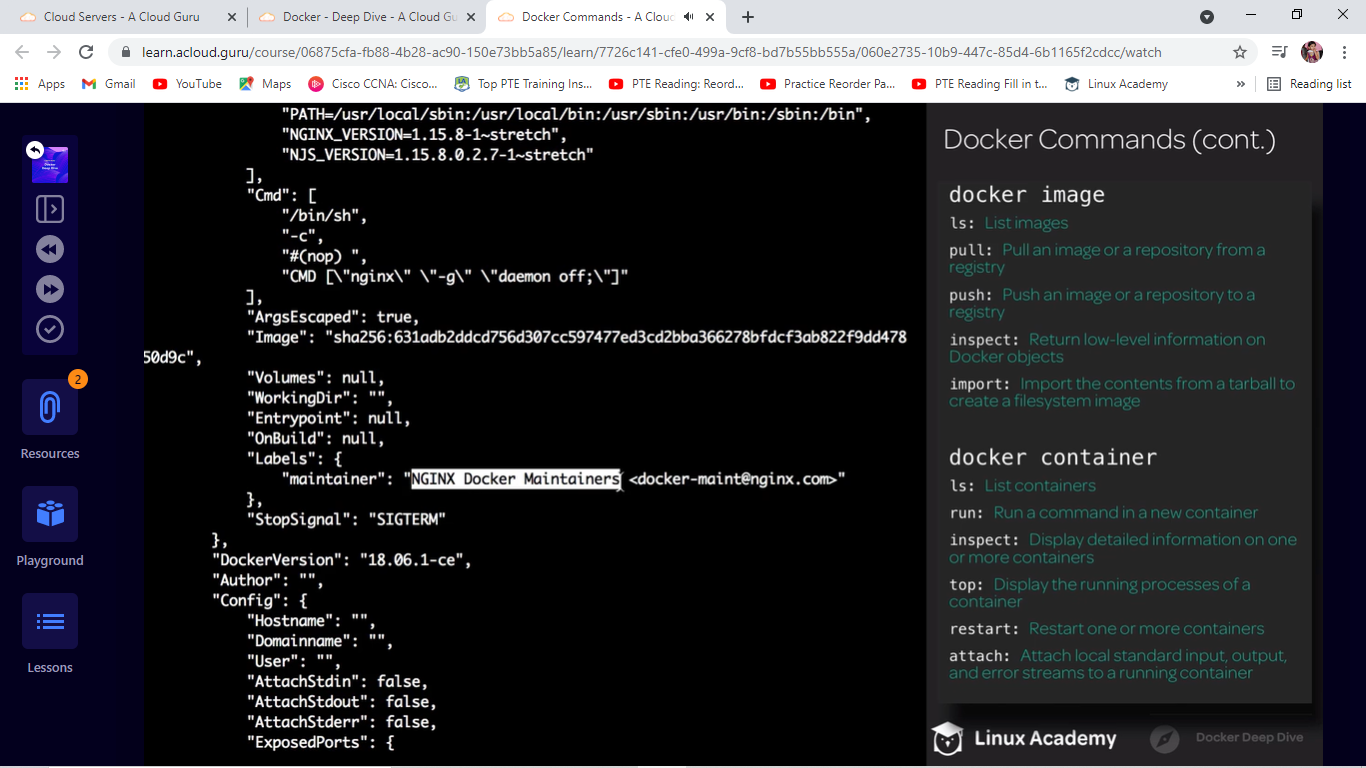 Cloud Servers - A Cloud Guru
Docker - Deep Dive - A Cloud Gu
Docker Commands - A Cloud
learn.acloud.guru/course/06875cfa-fb88-4b28-ac90-150e73bb5a85/learn/7726c141-cfe0-499a-9cf8-bd7b55bb555a/060e2735-10b9-447c-85d4-6b1165f2cdcc/watch
Apps Gmail YouTube Maps Cisco CCNA: Cisco... Top PTE Training Ins... PTE Reading: Reord... Practice Reorder Pa... PTE Reading Fill in t... Linux Academy » Reading list
Docker
Deep Dive
2
Resources
Playground
Lessons
"PATH=/usr/local/sbin:/usr/local/bin:/usr/sbin:/usr/bin:/sbin:/bin",
"NGINX_VERSION=1.15.8-1~stretch",
"NJS_VERSION=1.15.8.0.2.7-1~stretch"
],
"Cmd": [
"/bin/sh",
"-c",
"#(nop) ",
"CMD [\"nginx\" \"-g\" \"daemon off;\"]"
],
"ArgsEscaped": true,
"Image": "sha256:631adb2ddcd756d307cc597477ed3cd2bba366278bfdcf3ab822f9dd478
50d9c",
"Volumes": null,
"WorkingDir": "",
"Entrypoint": null,
"OnBuild": null,
"Labels": {
"maintainer": "NGINX Docker Maintainers <docker-maint@nginx.com>"
},
"StopSignal": "SIGTERM"
},
"DockerVersion": "18.06.1-ce",
"Author": "",
"Config": {
"Hostname": "",
"Domainname": "",
"User": "",
"AttachStdin": false,
"AttachStdout": false,
"AttachStderr": false,
"ExposedPorts": {
Docker Commands (cont.)
docker image
ls: List images
pull: Pull an image or a repository from a
registry
push: Push an image or a repository to a
registry
inspect: Return low-level information on
Docker objects
import: Import the contents from a tarball to
create a filesystem image
docker container
ls: List containers
run: Run a command in a new container
inspect: Display detailed information on one
or more containers
top: Display the running processes of a
container
restart: Restart one or more containers
attach: Attach local standard input, output,
and error streams to a running container
Linux Academy
Docker Deep Dive